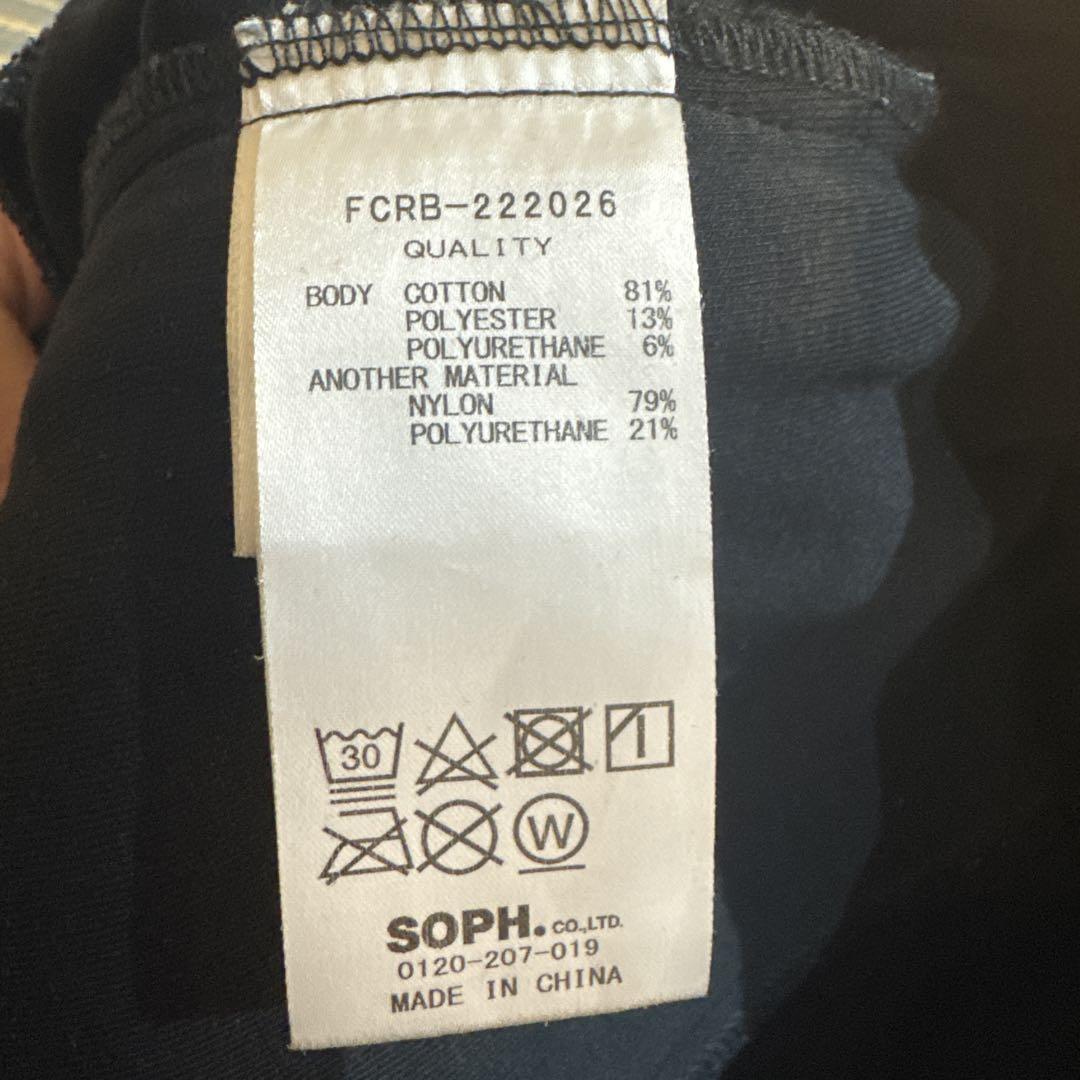 FCRB-222026
QUALITY
BODY COTTON 81%
POLYESTER 13%
POLYURETHANE 6%
ANOTHER MATERIAL
NYLON 79%
POLYURETHANE 21%
30
W
SOPH. CO.,LTD.
0120-207-019
MADE IN CHINA